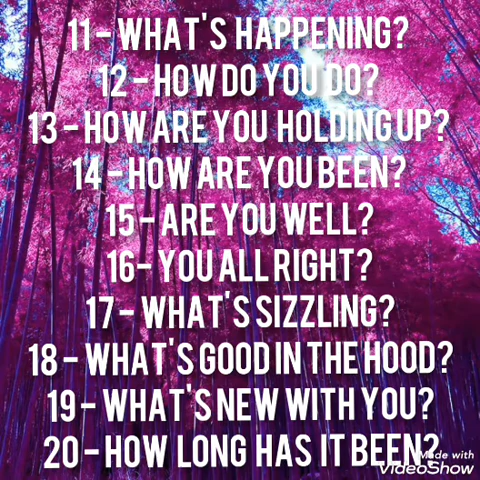 11 - WHAT'S HAPPENING?
12 - HOW DO YOU DO?
13 - HOW ARE YOU HOLDING UP?
14 - HOW ARE YOU BEEN?
15 - ARE YOU WELL?
16- YOU ALL RIGHT?
17 - WHAT'S SIZZLING?
18 - WHAT'S GOOD IN THE HOOD?
19 - WHAT'S NEW WITH YOU?
20 - HOW LONG HAS IT BEEN?
Made with
VideoShow